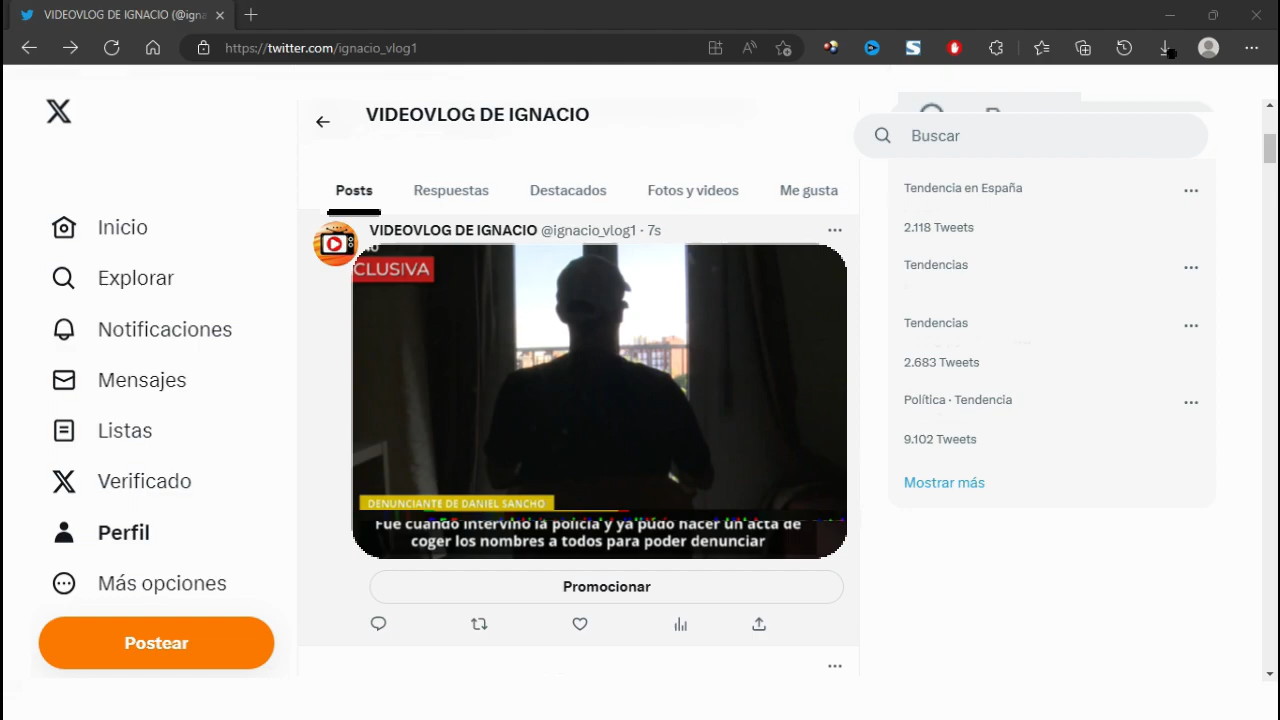 VIDEOVLOG DE IGNACIO (@igna
https://twitter.com/ignacio_vlog1
VIDEOVLOG DE IGNACIO
Buscar
Posts
Respuestas
Destacados
Fotos y videos
Me gusta
Inicio
Explorar
Notificaciones
Mensajes
Listas
Verificado
Perfil
Más opciones
Postear
VIDEOVLOG DE IGNACIO @ignacio_vlog1 · 7s
CLUSIVA
DENUNCIANTE DE DANIEL SANCHO
Fue cuando intervino la policía y ya pudo hacer un acta de
coger los nombres a todos para poder denunciar
Promocionar
Tendencia en España
2.118 Tweets
Tendencias
Tendencias
2.683 Tweets
Política · Tendencia
9.102 Tweets
Mostrar más